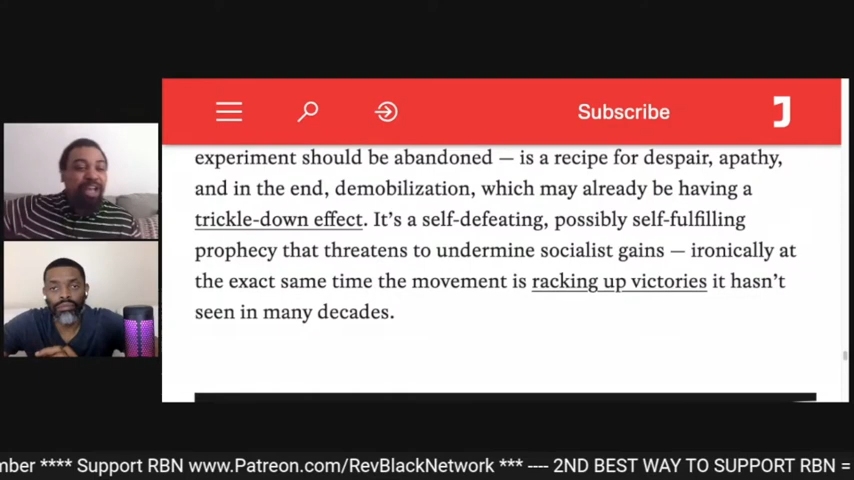 Subscribe
J
experiment should be abandoned — is a recipe for despair, apathy,
and in the end, demobilization, which may already be having a
trickle-down effect. It's a self-defeating, possibly self-fulfilling
prophecy that threatens to undermine socialist gains — ironically at
the exact same time the movement is racking up victories it hasn't
seen in many decades.
mber **** Support RBN www.Patreon.com/RevBlackNetwork *** ---- 2ND BEST WAY TO SUPPORT RBN =